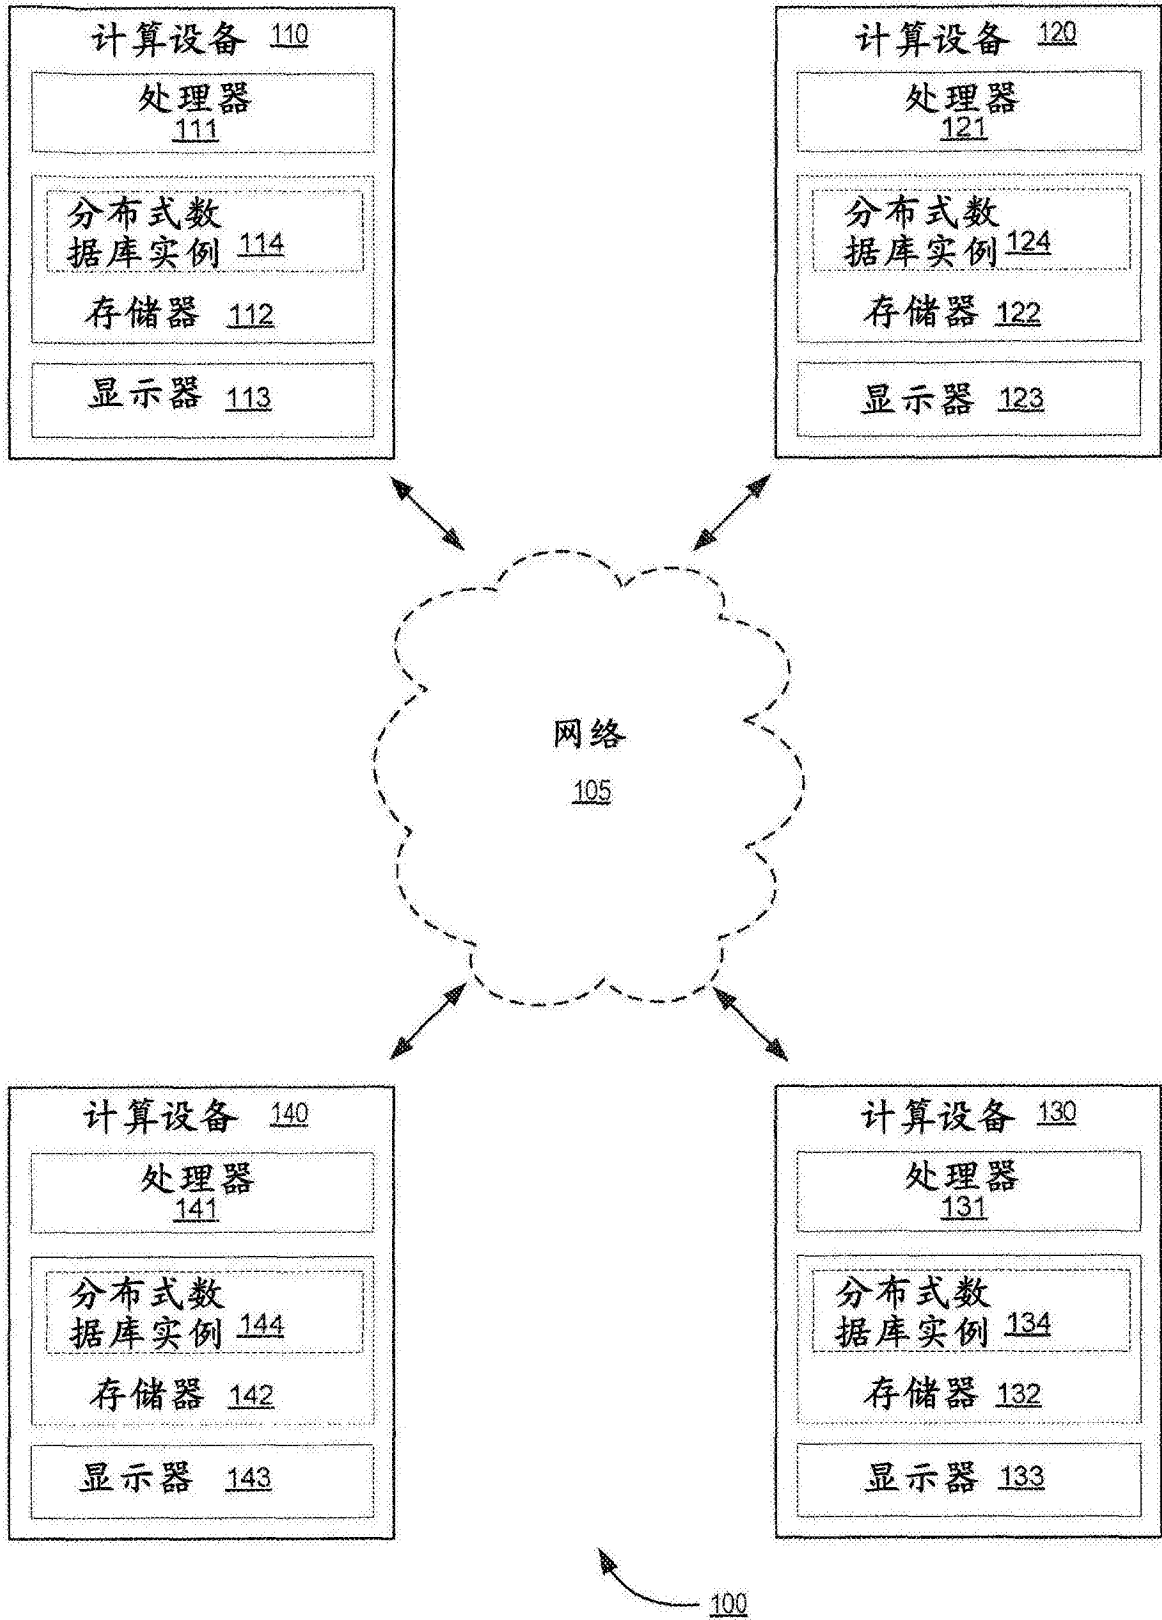 计算设备 110
处理器
111
分布式数
据库实例 114
存储器 112
显示器 113
计算设备 120
处理器
121
分布式数
据库实例 124
存储器 122
显示器 123
网络
105
计算设备 140
处理器
141
分布式数
据库实例 144
存储器 142
显示器 143
计算设备 130
处理器
131
分布式数
据库实例 134
存储器 132
显示器 133
100